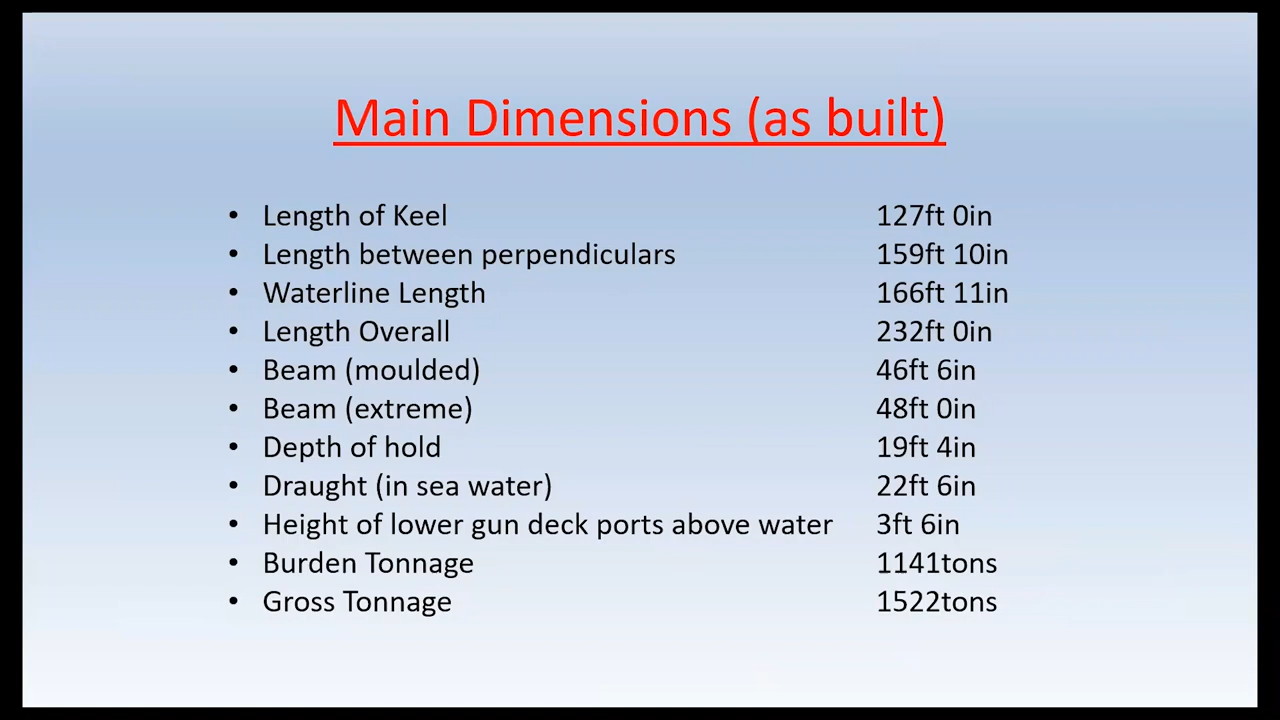 Main Dimensions (as built)
• Length of Keel 127ft 0in
• Length between perpendiculars 159ft 10in
• Waterline Length 166ft 11in
• Length Overall 232ft 0in
• Beam (moulded) 46ft 6in
• Beam (extreme) 48ft 0in
• Depth of hold 19ft 4in
• Draught (in sea water) 22ft 6in
• Height of lower gun deck ports above water 3ft 6in
• Burden Tonnage 1141tons
• Gross Tonnage 1522tons